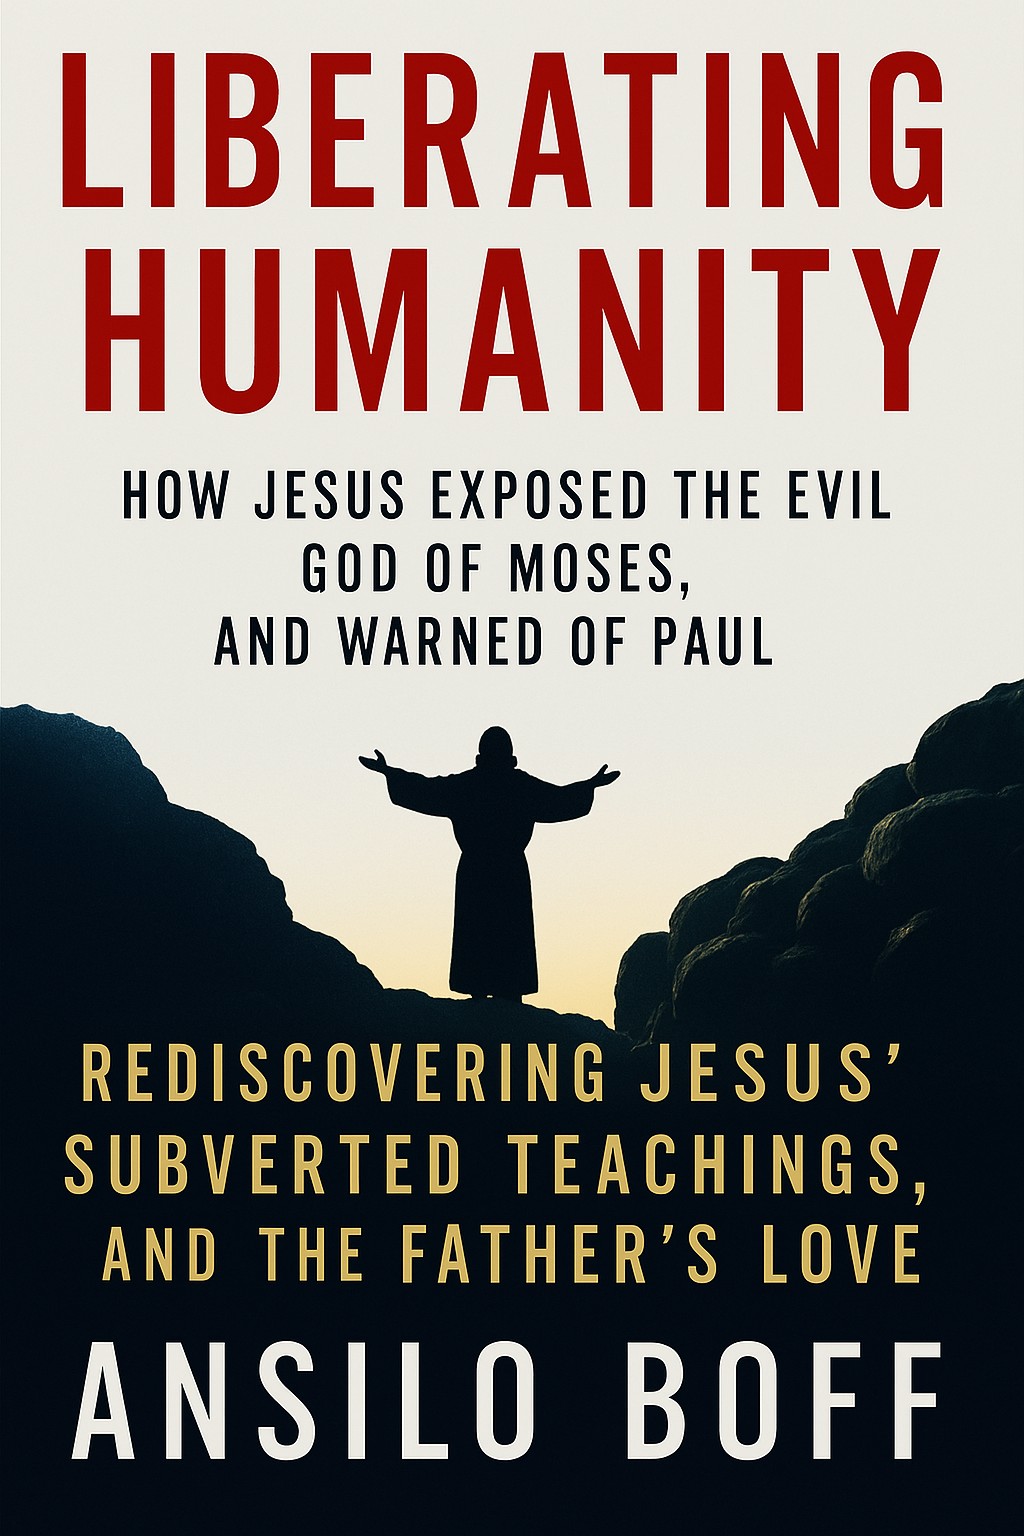 LIBERATING
HUMANITY
HOW JESUS EXPOSED THE EVIL
GOD OF MOSES,
AND WARNED OF PAUL
REDISCOVERING JESUS’
SUBVERTED TEACHINGS,
AND THE FATHER’S LOVE
ANSILO BOFF